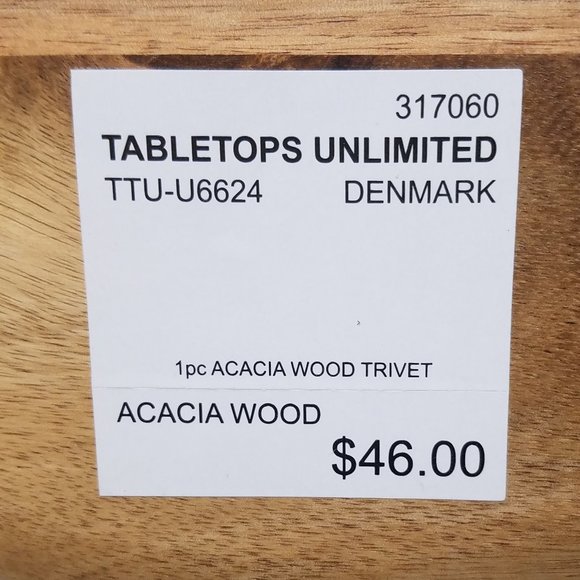 317060
TABLETOPS UNLIMITED
TTU-U6624 DENMARK
1pc ACACIA WOOD TRIVET
ACACIA WOOD
$46.00